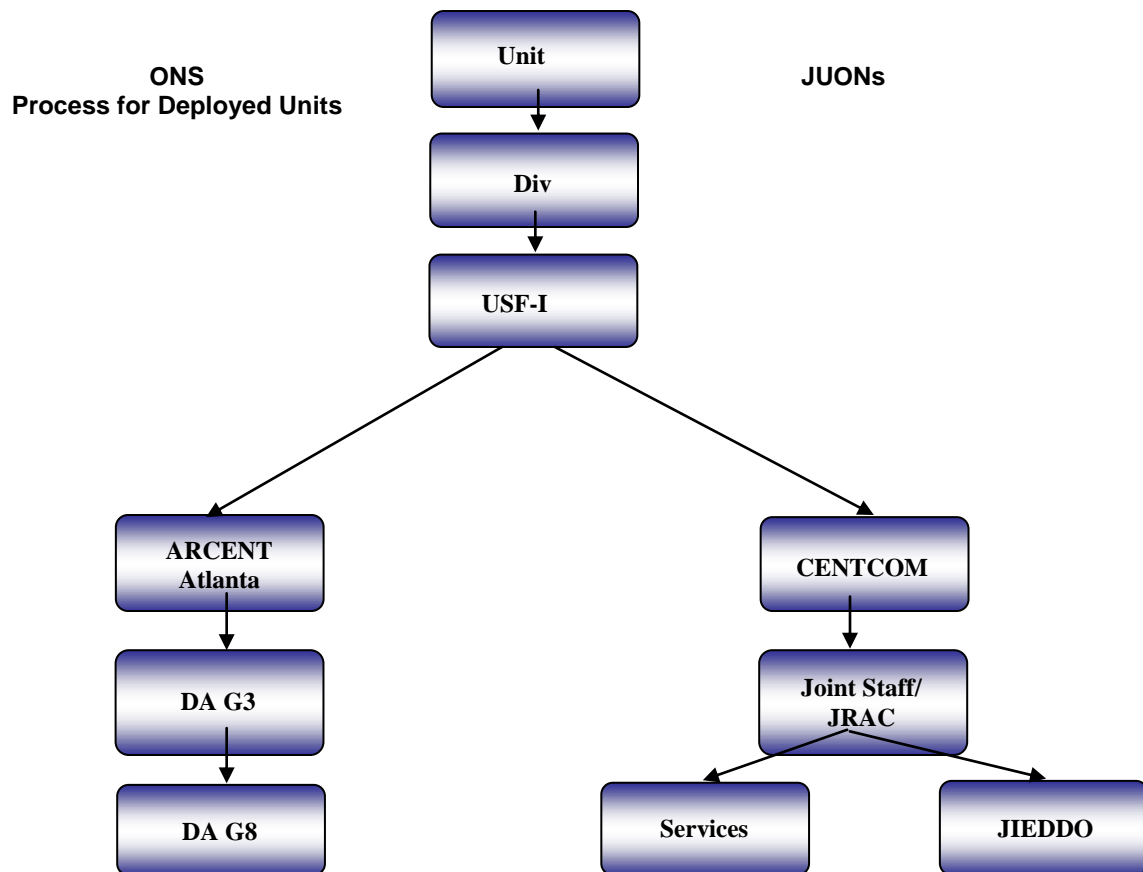 Unit
ONS
Process for Deployed Units
JUONs
Div
USF-I
ARCENT
Atlanta
CENTCOM
DA G3
Joint Staff/
JRAC
DA G8
Services
JIEDDO